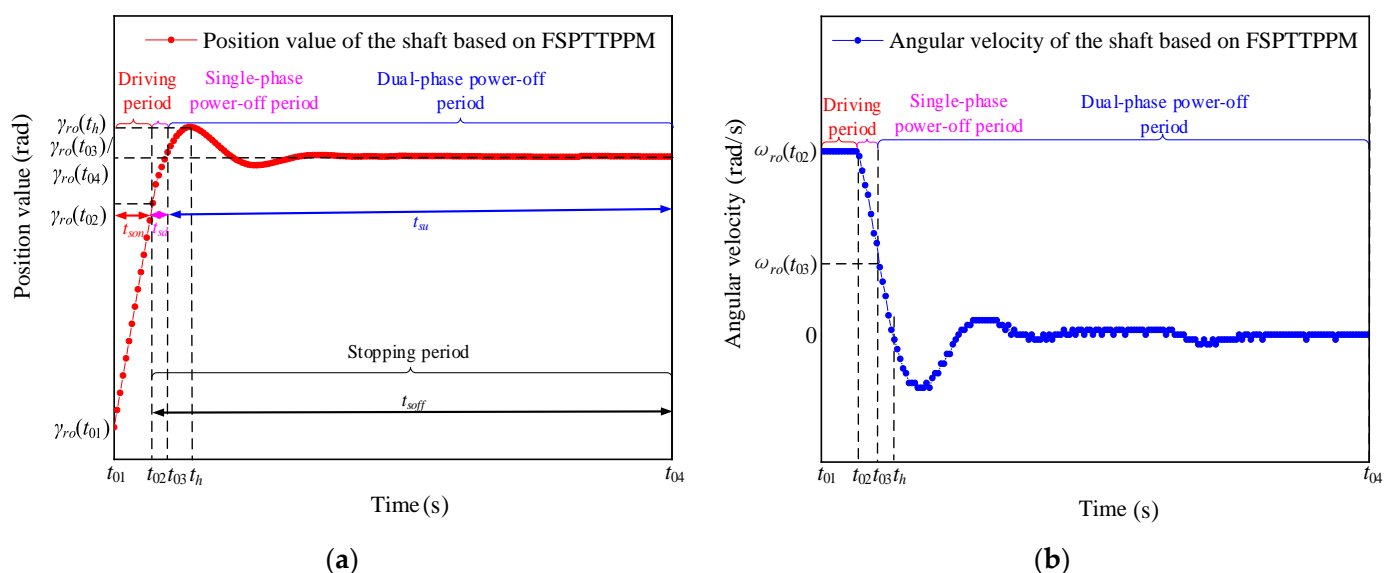 Position value of the shaft based on FSPTTPPM
Driving
period
Single-phase
power-off period
Dual-phase power-off
period
γro(th)
γro(t03)/
γro(t04)
γro(t02)
γro(t01)
tson
tsd
tsu
Stopping period
tsoff
Position value (rad)
t01
t02
t03
th
t04
Time (s)
(a)
Angular velocity of the shaft based on FSPTTPPM
Driving
period
Single-phase
power-off period
Dual-phase power-off
period
ωro(t02)
ωro(t03)
0
Angular velocity (rad/s)
t01
t02
t03
th
t04
Time (s)
(b)